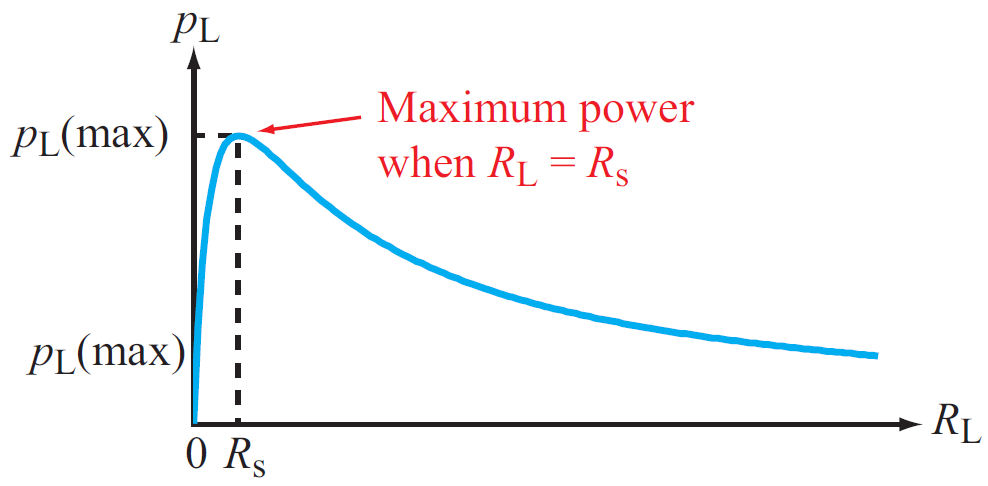 pL
pL(max)
Maximum power
when RL = Rs
pL(max)
RL
0 Rs